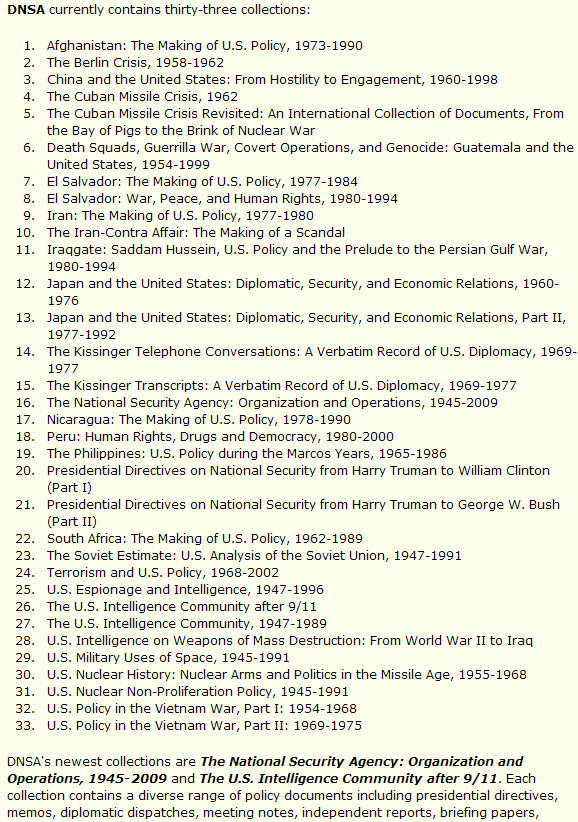 DNSA currently contains thirty-three collections:
1. Afghanistan: The Making of U.S. Policy, 1973-1990
2. The Berlin Crisis, 1958-1962
3. China and the United States: From Hostility to Engagement, 1960-1998
4. The Cuban Missile Crisis, 1962
5. The Cuban Missile Crisis Revisited: An International Collection of Documents, From
the Bay of Pigs to the Brink of Nuclear War
6. Death Squads, Guerrilla War, Covert Operations, and Genocide: Guatemala and the
United States, 1954-1999
7. El Salvador: The Making of U.S. Policy, 1977-1984
8. El Salvador: War, Peace, and Human Rights, 1980-1994
9. Iran: The Making of U.S. Policy, 1977-1980
10. The Iran-Contra Affair: The Making of a Scandal
11. Iraqgate: Saddam Hussein, U.S. Policy and the Prelude to the Persian Gulf War,
1980-1994
12. Japan and the United States: Diplomatic, Security, and Economic Relations, 1960-
1976
13. Japan and the United States: Diplomatic, Security, and Economic Relations, Part II,
1977-1992
14. The Kissinger Telephone Conversations: A Verbatim Record of U.S. Diplomacy, 1969-
1977
15. The Kissinger Transcripts: A Verbatim Record of U.S. Diplomacy, 1969-1977
16. The National Security Agency: Organization and Operations, 1945-2009
17. Nicaragua: The Making of U.S. Policy, 1978-1990
18. Peru: Human Rights, Drugs and Democracy, 1980-2000
19. The Philippines: U.S. Policy during the Marcos Years, 1965-1986
20. Presidential Directives on National Security from Harry Truman to William Clinton
(Part I)
21. Presidential Directives on National Security from Harry Truman to George W. Bush
(Part II)
22. South Africa: The Making of U.S. Policy, 1962-1989
23. The Soviet Estimate: U.S. Analysis of the Soviet Union, 1947-1991
24. Terrorism and U.S. Policy, 1968-2002
25. U.S. Espionage and Intelligence, 1947-1996
26. The U.S. Intelligence Community after 9/11
27. The U.S. Intelligence Community, 1947-1989
28. U.S. Intelligence on Weapons of Mass Destruction: From World War II to Iraq
29. U.S. Military Uses of Space, 1945-1991
30. U.S. Nuclear History: Nuclear Arms and Politics in the Missile Age, 1955-1968
31. U.S. Nuclear Non-Proliferation Policy, 1945-1991
32. U.S. Policy in the Vietnam War, Part I: 1954-1968
33. U.S. Policy in the Vietnam War, Part II: 1969-1975
DNSA's newest collections are The National Security Agency: Organization and
Operations, 1945-2009 and The U.S. Intelligence Community after 9/11. Each
collection contains a diverse range of policy documents including presidential directives,
memos, diplomatic dispatches, meeting notes, independent reports, briefing papers,